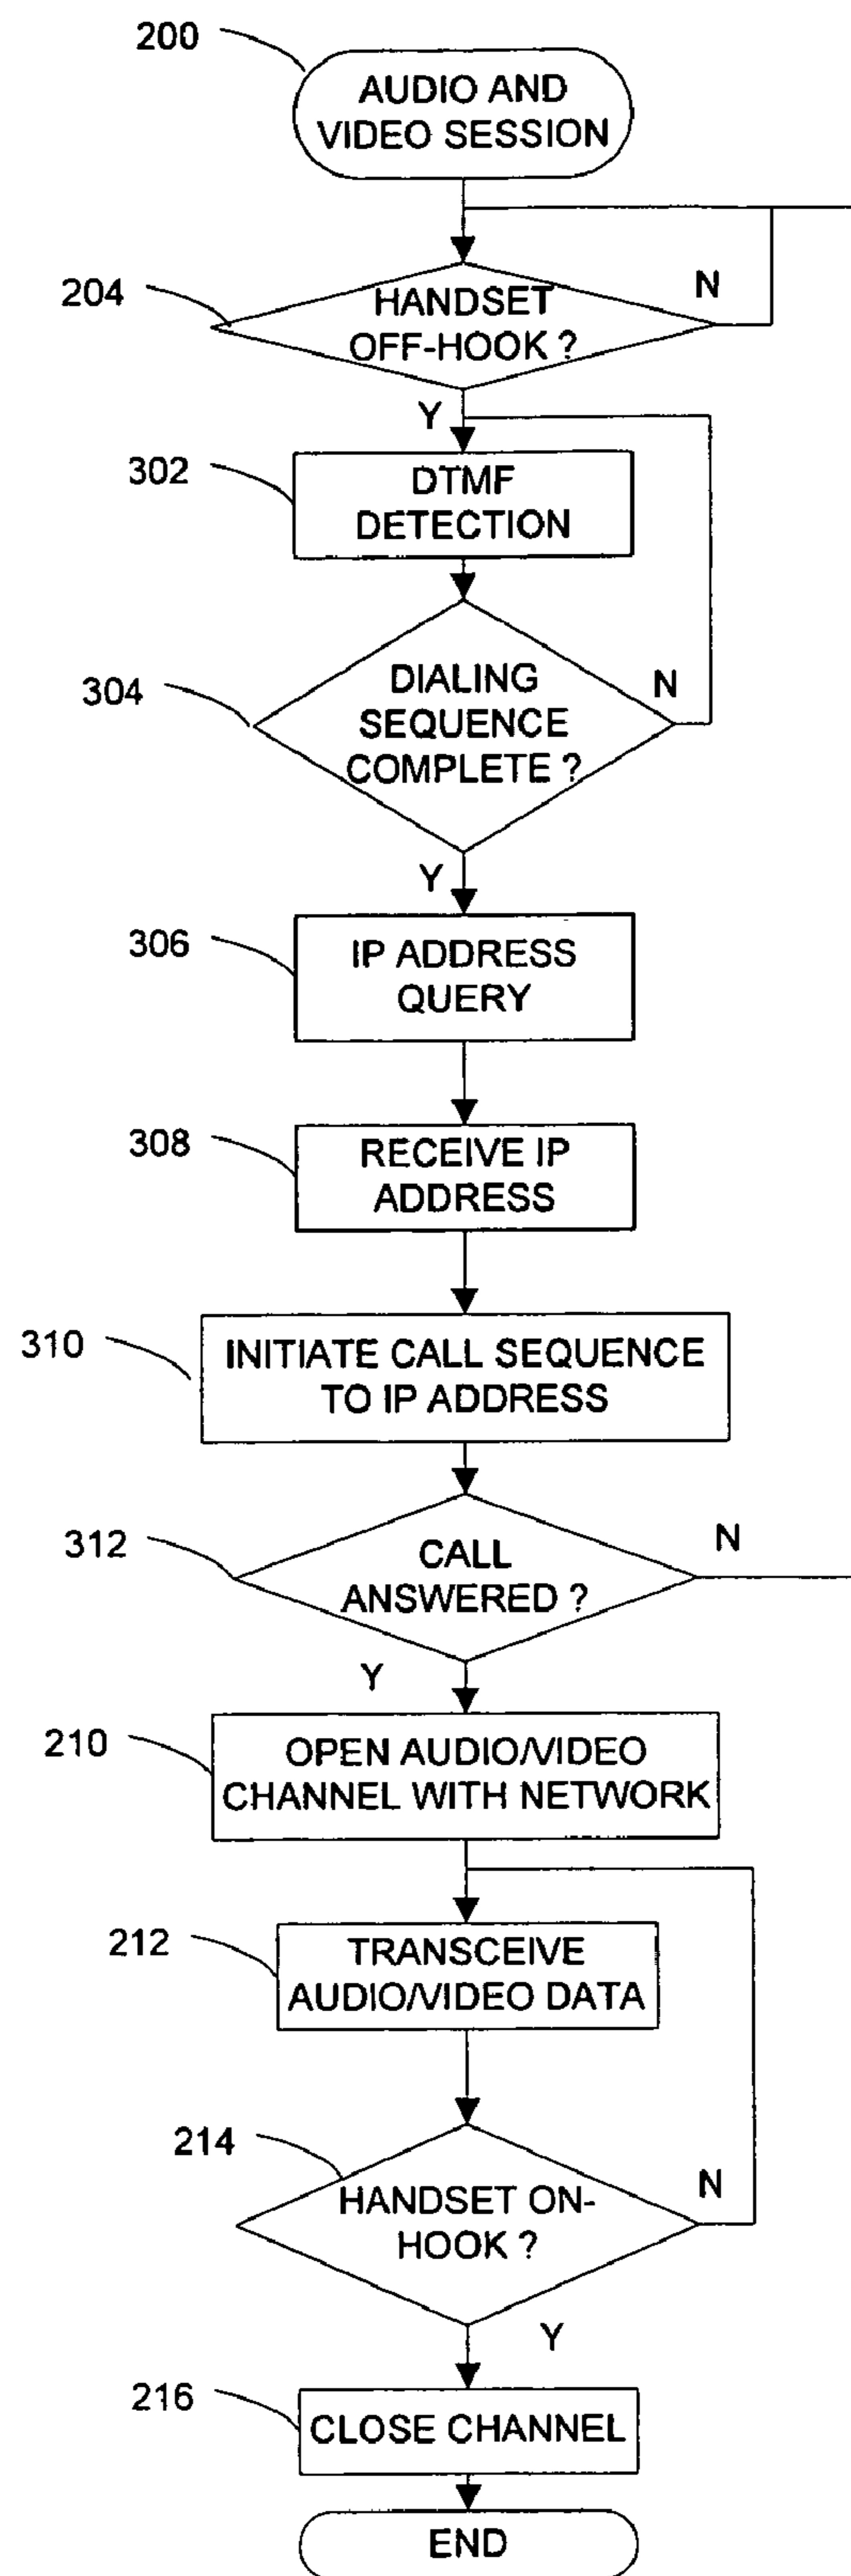 200
AUDIO AND
VIDEO SESSION
204
HANDSET
OFF-HOOK ?
N
Y
302
DTMF
DETECTION
304
DIALING
SEQUENCE
COMPLETE ?
N
Y
306
IP ADDRESS
QUERY
308
RECEIVE IP
ADDRESS
310
INITIATE CALL SEQUENCE
TO IP ADDRESS
312
CALL
ANSWERED ?
N
Y
210
OPEN AUDIO/VIDEO
CHANNEL WITH NETWORK
212
TRANSCEIVE
AUDIO/VIDEO DATA
214
HANDSET ON-
HOOK ?
N
Y
216
CLOSE CHANNEL
END